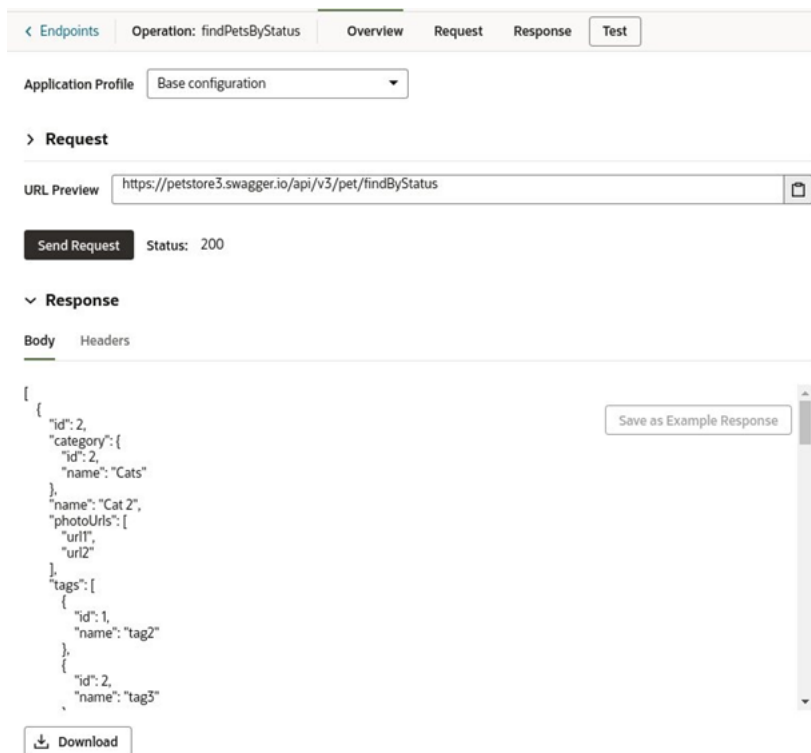 Endpoints Operation: findPetsByStatus Overview Request Response Test
Application Profile Base configuration
Request
URL Preview https://petstore3.swagger.io/api/v3/pet/findByStatus
Send Request Status: 200
Response
Body Headers
[
{
"id": 2,
Save as Example Response
"category": {
"id": 2,
"name": "Cats"
},
"name": "Cat 2",
"photoUrls": [
"url1",
"url2"
],
"tags": [
{
"id": 1,
"name": "tag2"
},
{
"id": 2,
"name": "tag3"
Download